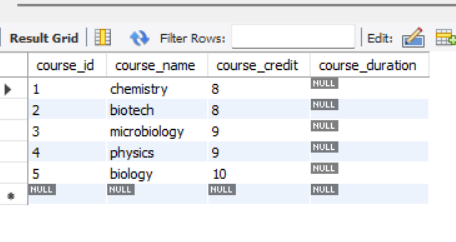 Result Grid Filter Rows: Edit:
course_id course_name course_credit course_duration
1 chemistry 8 NULL
2 biotech 8 NULL
3 microbiology 9 NULL
4 physics 9 NULL
5 biology 10 NULL
NULL NULL NULL NULL